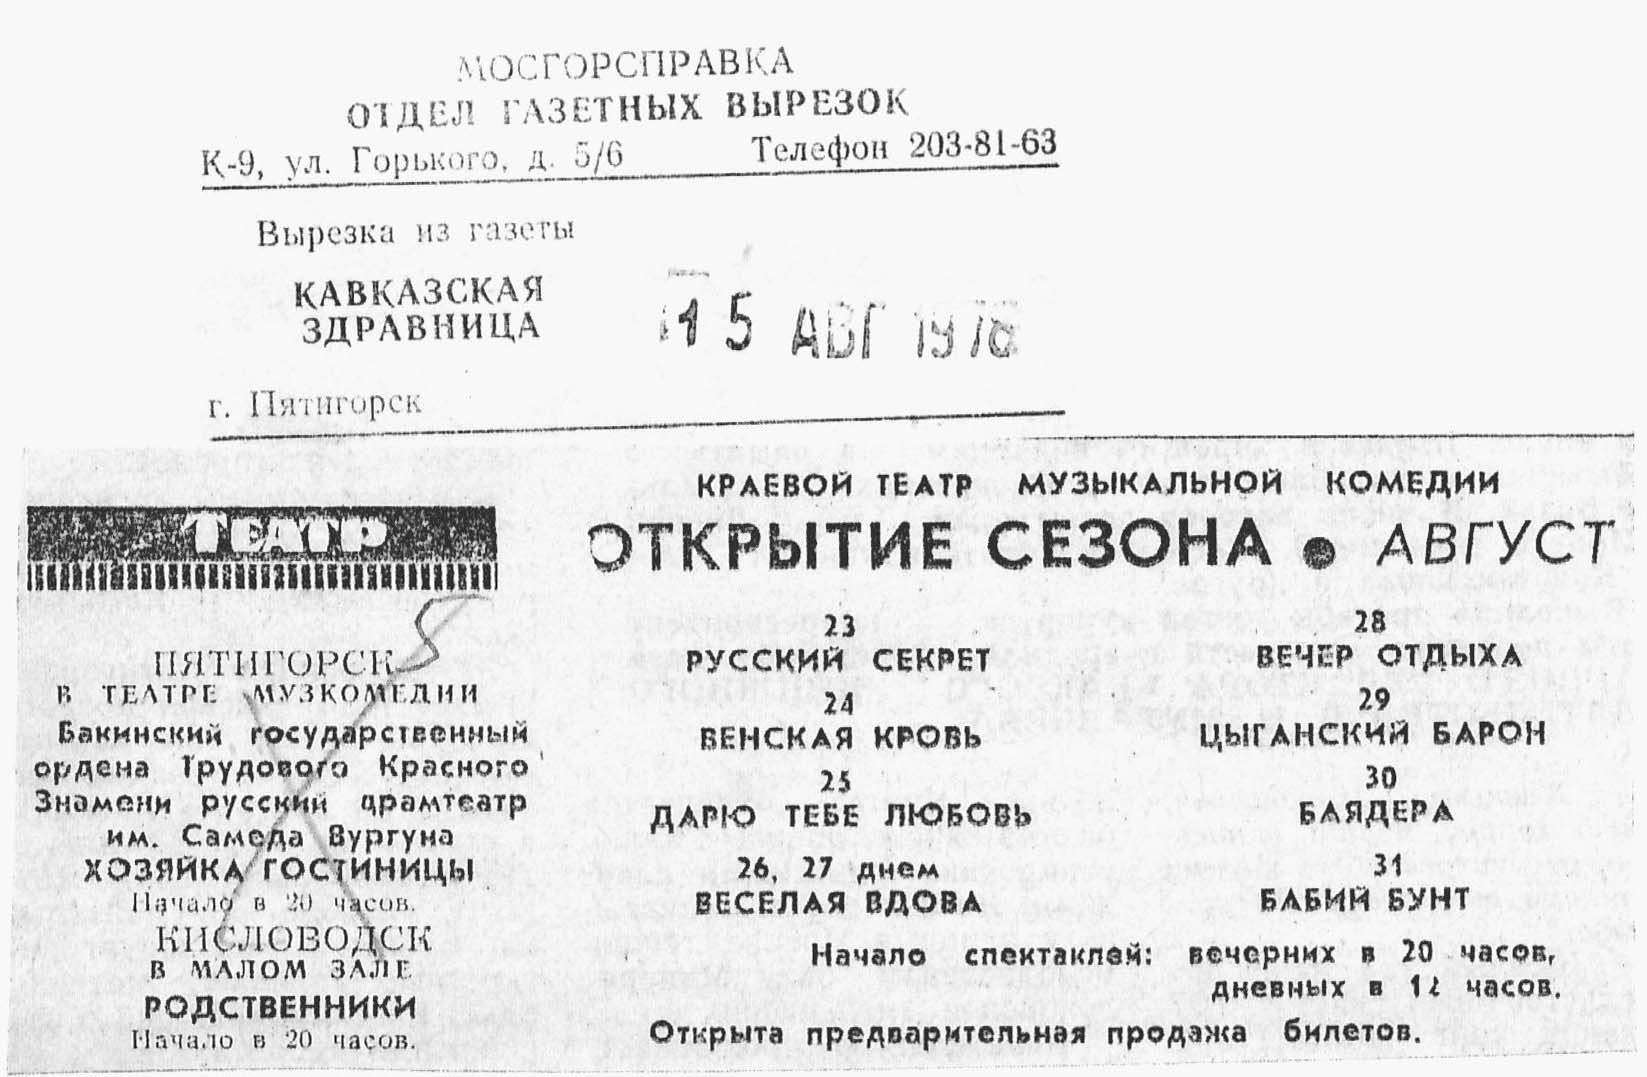 МОСГОРСПРАВКА
ОТДЕЛ ГАЗЕТНЫХ ВЫРЕЗОК
К-9, ул. Горького, д. 5/6 Телефон 203-81-63
Вырезка из газеты
КАВКАЗСКАЯ
ЗДРАВНИЦА
15 АВГ 1978
г. Пятигорск
ТЕАТР
ПЯТИГОРСК
В ТЕАТРЕ МУЗКОМЕДИИ
Бакинский государственный
ордена Трудового Красного
Знамени русский драмтеатр
им. Самеда Вургуна
ХОЗЯЙКА ГОСТИНИЦЫ
Начало в 20 часов.
КИСЛОВОДСК
В МАЛОМ ЗАЛЕ
РОДСТВЕННИКИ
Начало в 20 часов.
КРАЕВОЙ ТЕАТР МУЗЫКАЛЬНОЙ КОМЕДИИ
ОТКРЫТИЕ СЕЗОНА ● АВГУСТ
23
РУССКИЙ СЕКРЕТ
24
ВЕНСКАЯ КРОВЬ
25
ДАРЮ ТЕБЕ ЛЮБОВЬ
26, 27 днем
ВЕСЕЛАЯ ВДОВА
28
ВЕЧЕР ОТДЫХА
29
ЦЫГАНСКИЙ БАРОН
30
БАЯДЕРА
31
БАБИЙ БУНТ
Начало спектаклей: вечерних в 20 часов,
дневных в 12 часов.
Открыта предварительная продажа билетов.